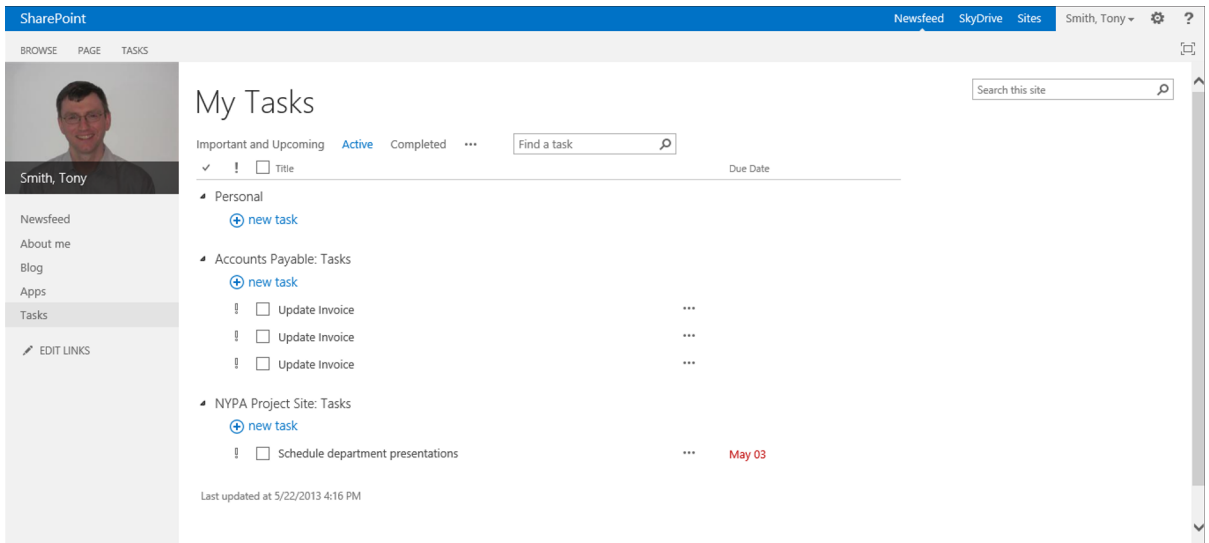 SharePoint Newsfeed SkyDrive Sites Smith, Tony ?
BROWSE PAGE TASKS
Search this site
My Tasks
Important and Upcoming Active Completed ••• Find a task
! Title Due Date
Smith, Tony
Newsfeed
About me
Blog
Apps
Tasks
EDIT LINKS
Personal
new task
Accounts Payable: Tasks
new task
! Update Invoice •••
! Update Invoice •••
! Update Invoice •••
NYPA Project Site: Tasks
new task
! Schedule department presentations ••• May 03
Last updated at 5/22/2013 4:16 PM